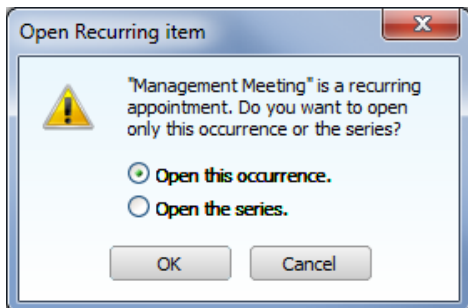 Open Recurring item
"Management Meeting" is a recurring
appointment. Do you want to open
only this occurrence or the series?
Open this occurrence.
Open the series.
OK
Cancel